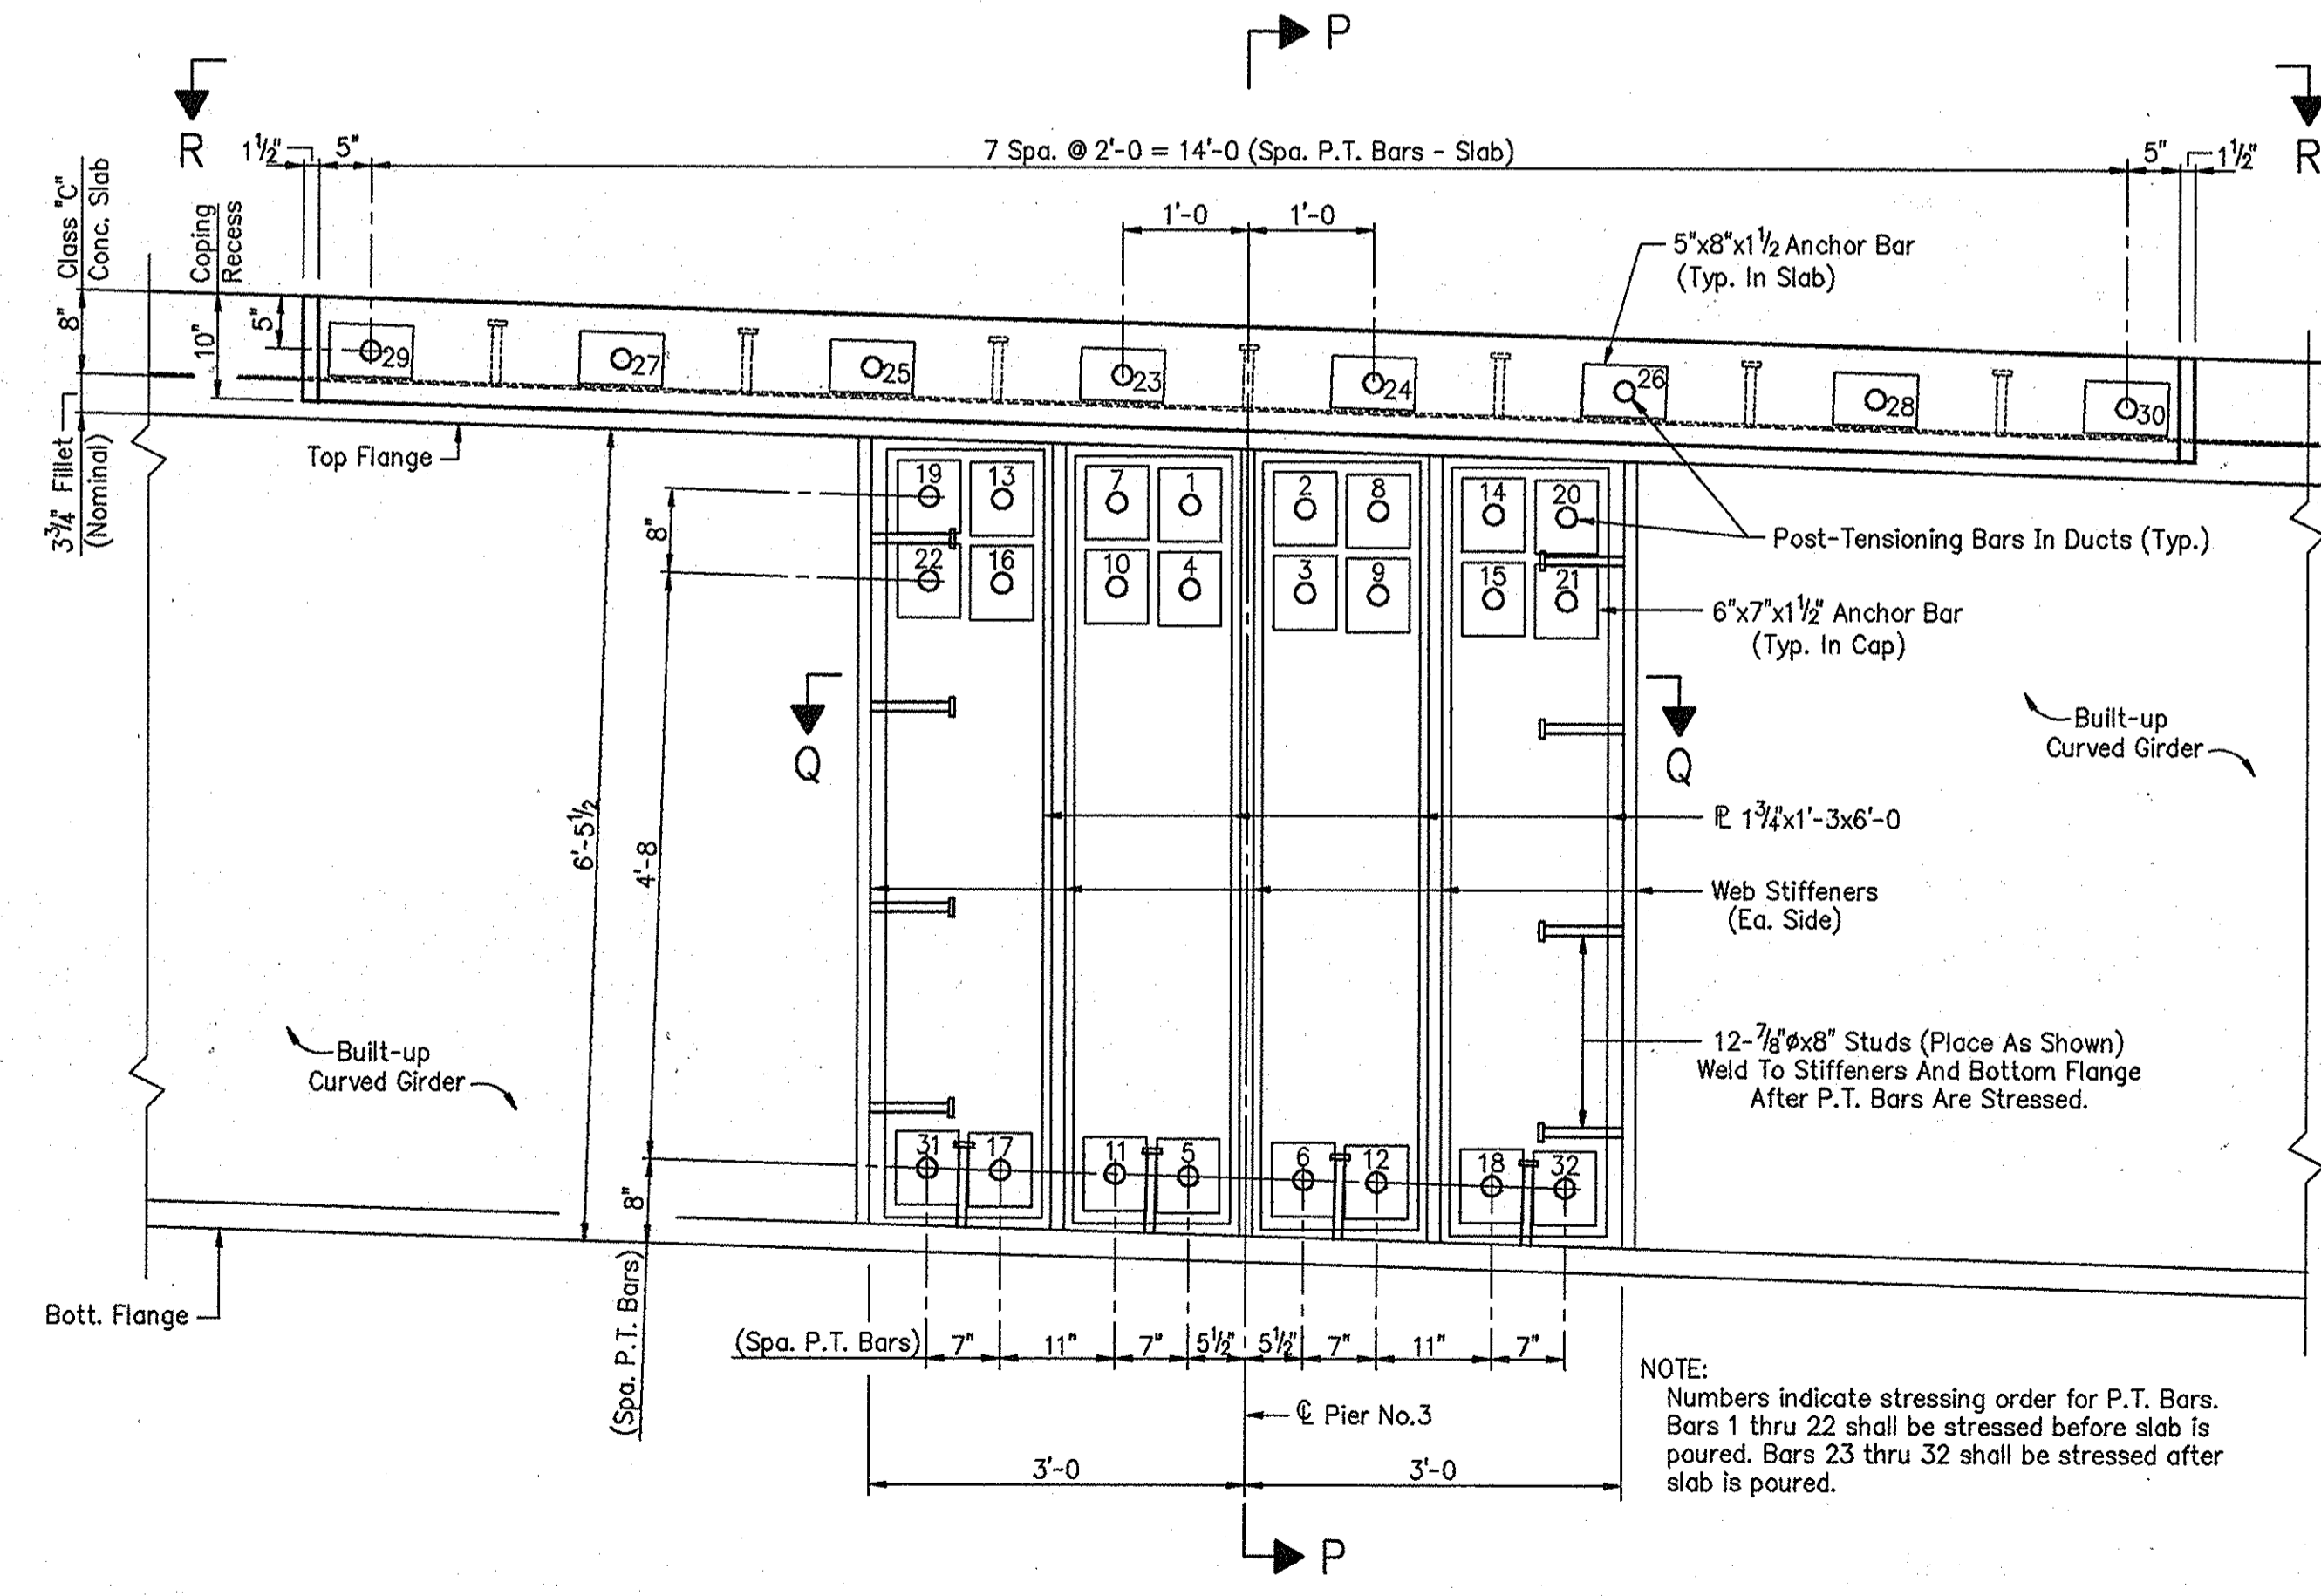 P
R
R
1½"
5"
7 Spa. @ 2'-0 = 14'-0 (Spa. P.T. Bars - Slab)
5"
1½"
Class "C"
Conc. Slab
Coping
Recess
1'-0
1'-0
5"x8"x1½ Anchor Bar
(Typ. In Slab)
8"
10"
5"
29
27
25
23
24
26
28
30
3¾" Fillet
(Nominal)
Top Flange
19
13
7
1
2
8
14
20
8"
Post-Tensioning Bars In Ducts (Typ.)
22
16
10
4
3
9
15
21
6"x7"x1½" Anchor Bar
(Typ. In Cap)
Q
Q
Built-up
Curved Girder
6'-5½
4'-8
℄ 1¾"x1'-3x6'-0
Web Stiffeners
(Ea. Side)
Built-up
Curved Girder
12-⅞"øx8" Studs (Place As Shown)
Weld To Stiffeners And Bottom Flange
After P.T. Bars Are Stressed.
31
17
11
5
6
12
18
32
8"
(Spa. P.T. Bars)
Bott. Flange
(Spa. P.T. Bars)
7"
11"
7"
5½"
5½"
7"
11"
7"
℄ Pier No.3
3'-0
3'-0
NOTE:
Numbers indicate stressing order for P.T. Bars.
Bars 1 thru 22 shall be stressed before slab is
poured. Bars 23 thru 32 shall be stressed after
slab is poured.
P